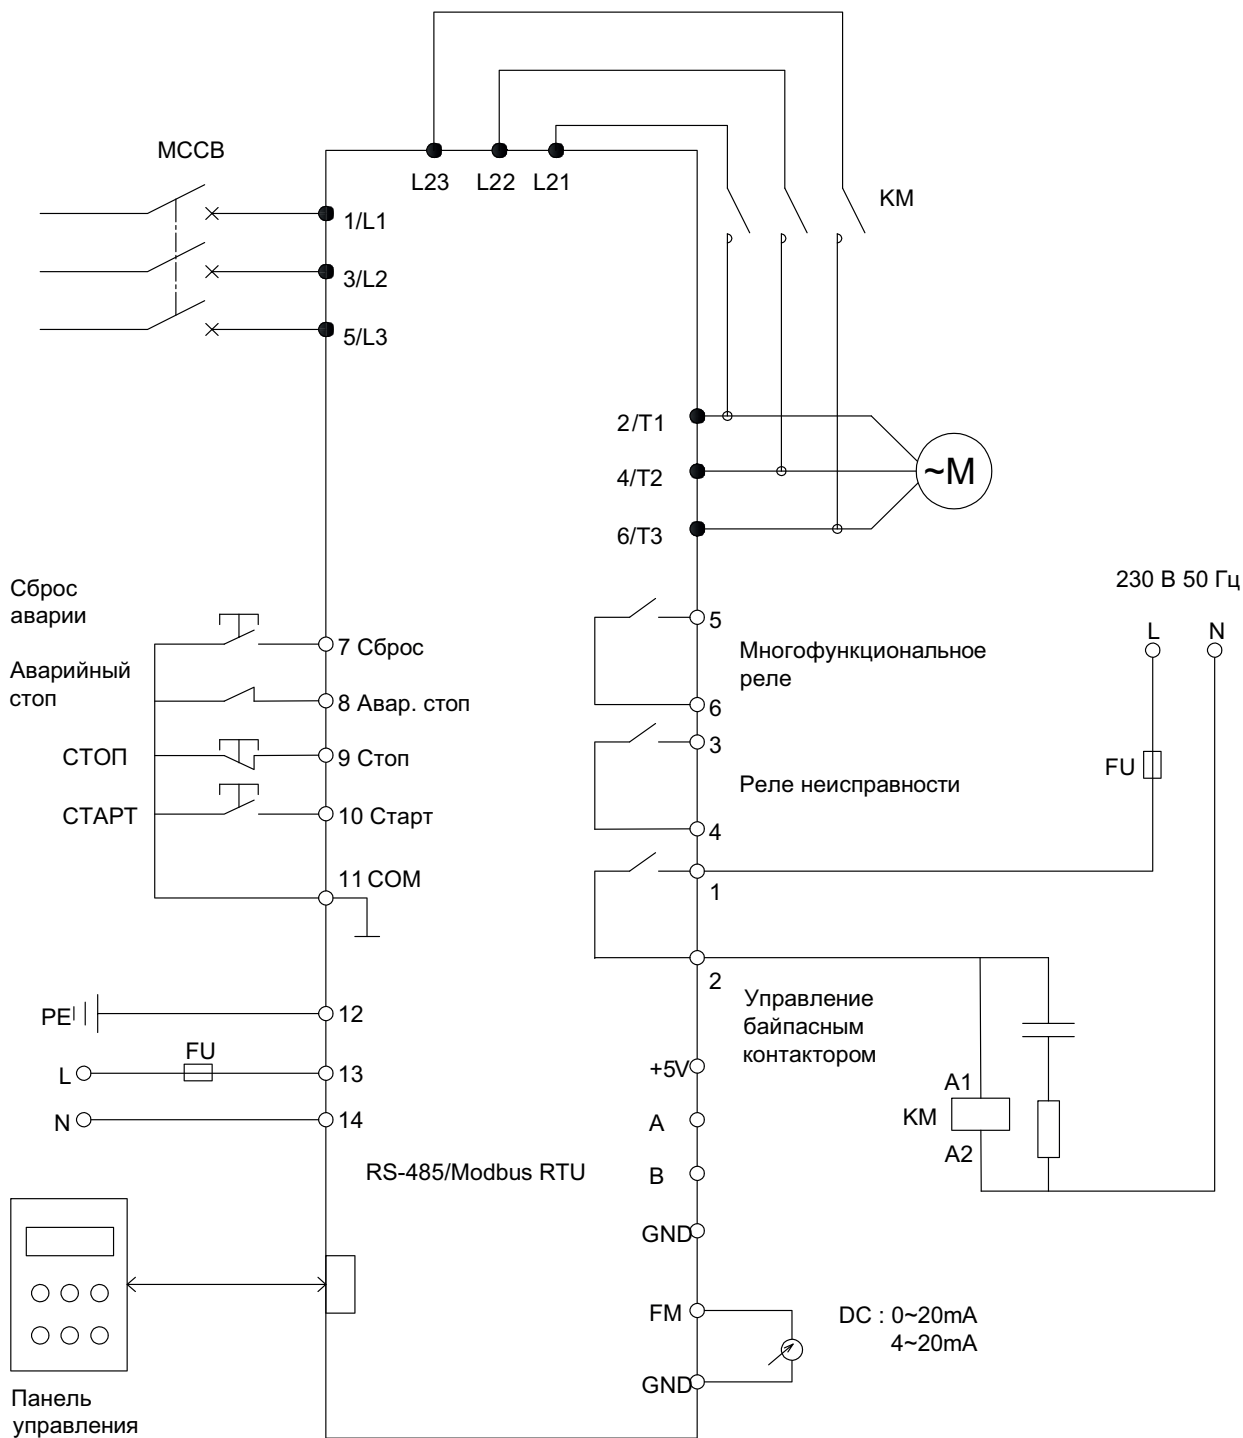 MCCB
L23
L22
L21
KM
1/L1
3/L2
5/L3
2/T1
4/T2
~M
6/T3
230 В 50 Гц
Сброс
аварии
L
N
5
7 Сброс
Многофункциональное
реле
Аварийный
стоп
8 Авар. стоп
6
3
СТОП
9 Стоп
FU
Реле неисправности
СТАРТ
10 Старт
4
11 COM
1
2
Управление
байпасным
контактором
PE
12
FU
L
13
+5V
A1
KM
A2
N
14
A
RS-485/Modbus RTU
B
GND
FM
DC : 0~20mA
4~20mA
GND
Панель
управления